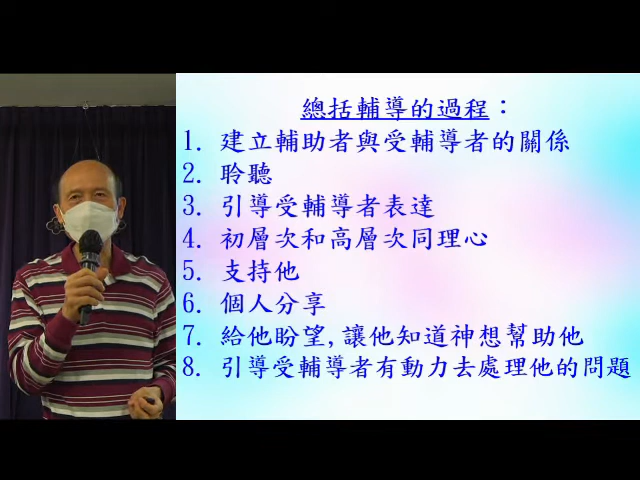 總括輔導的過程：
1. 建立輔助者與受輔導者的關係
2. 聆聽
3. 引導受輔導者表達
4. 初層次和高層次同理心
5. 支持他
6. 個人分享
7. 給他盼望,讓他知道神想幫助他
8. 引導受輔導者有動力去處理他的問題